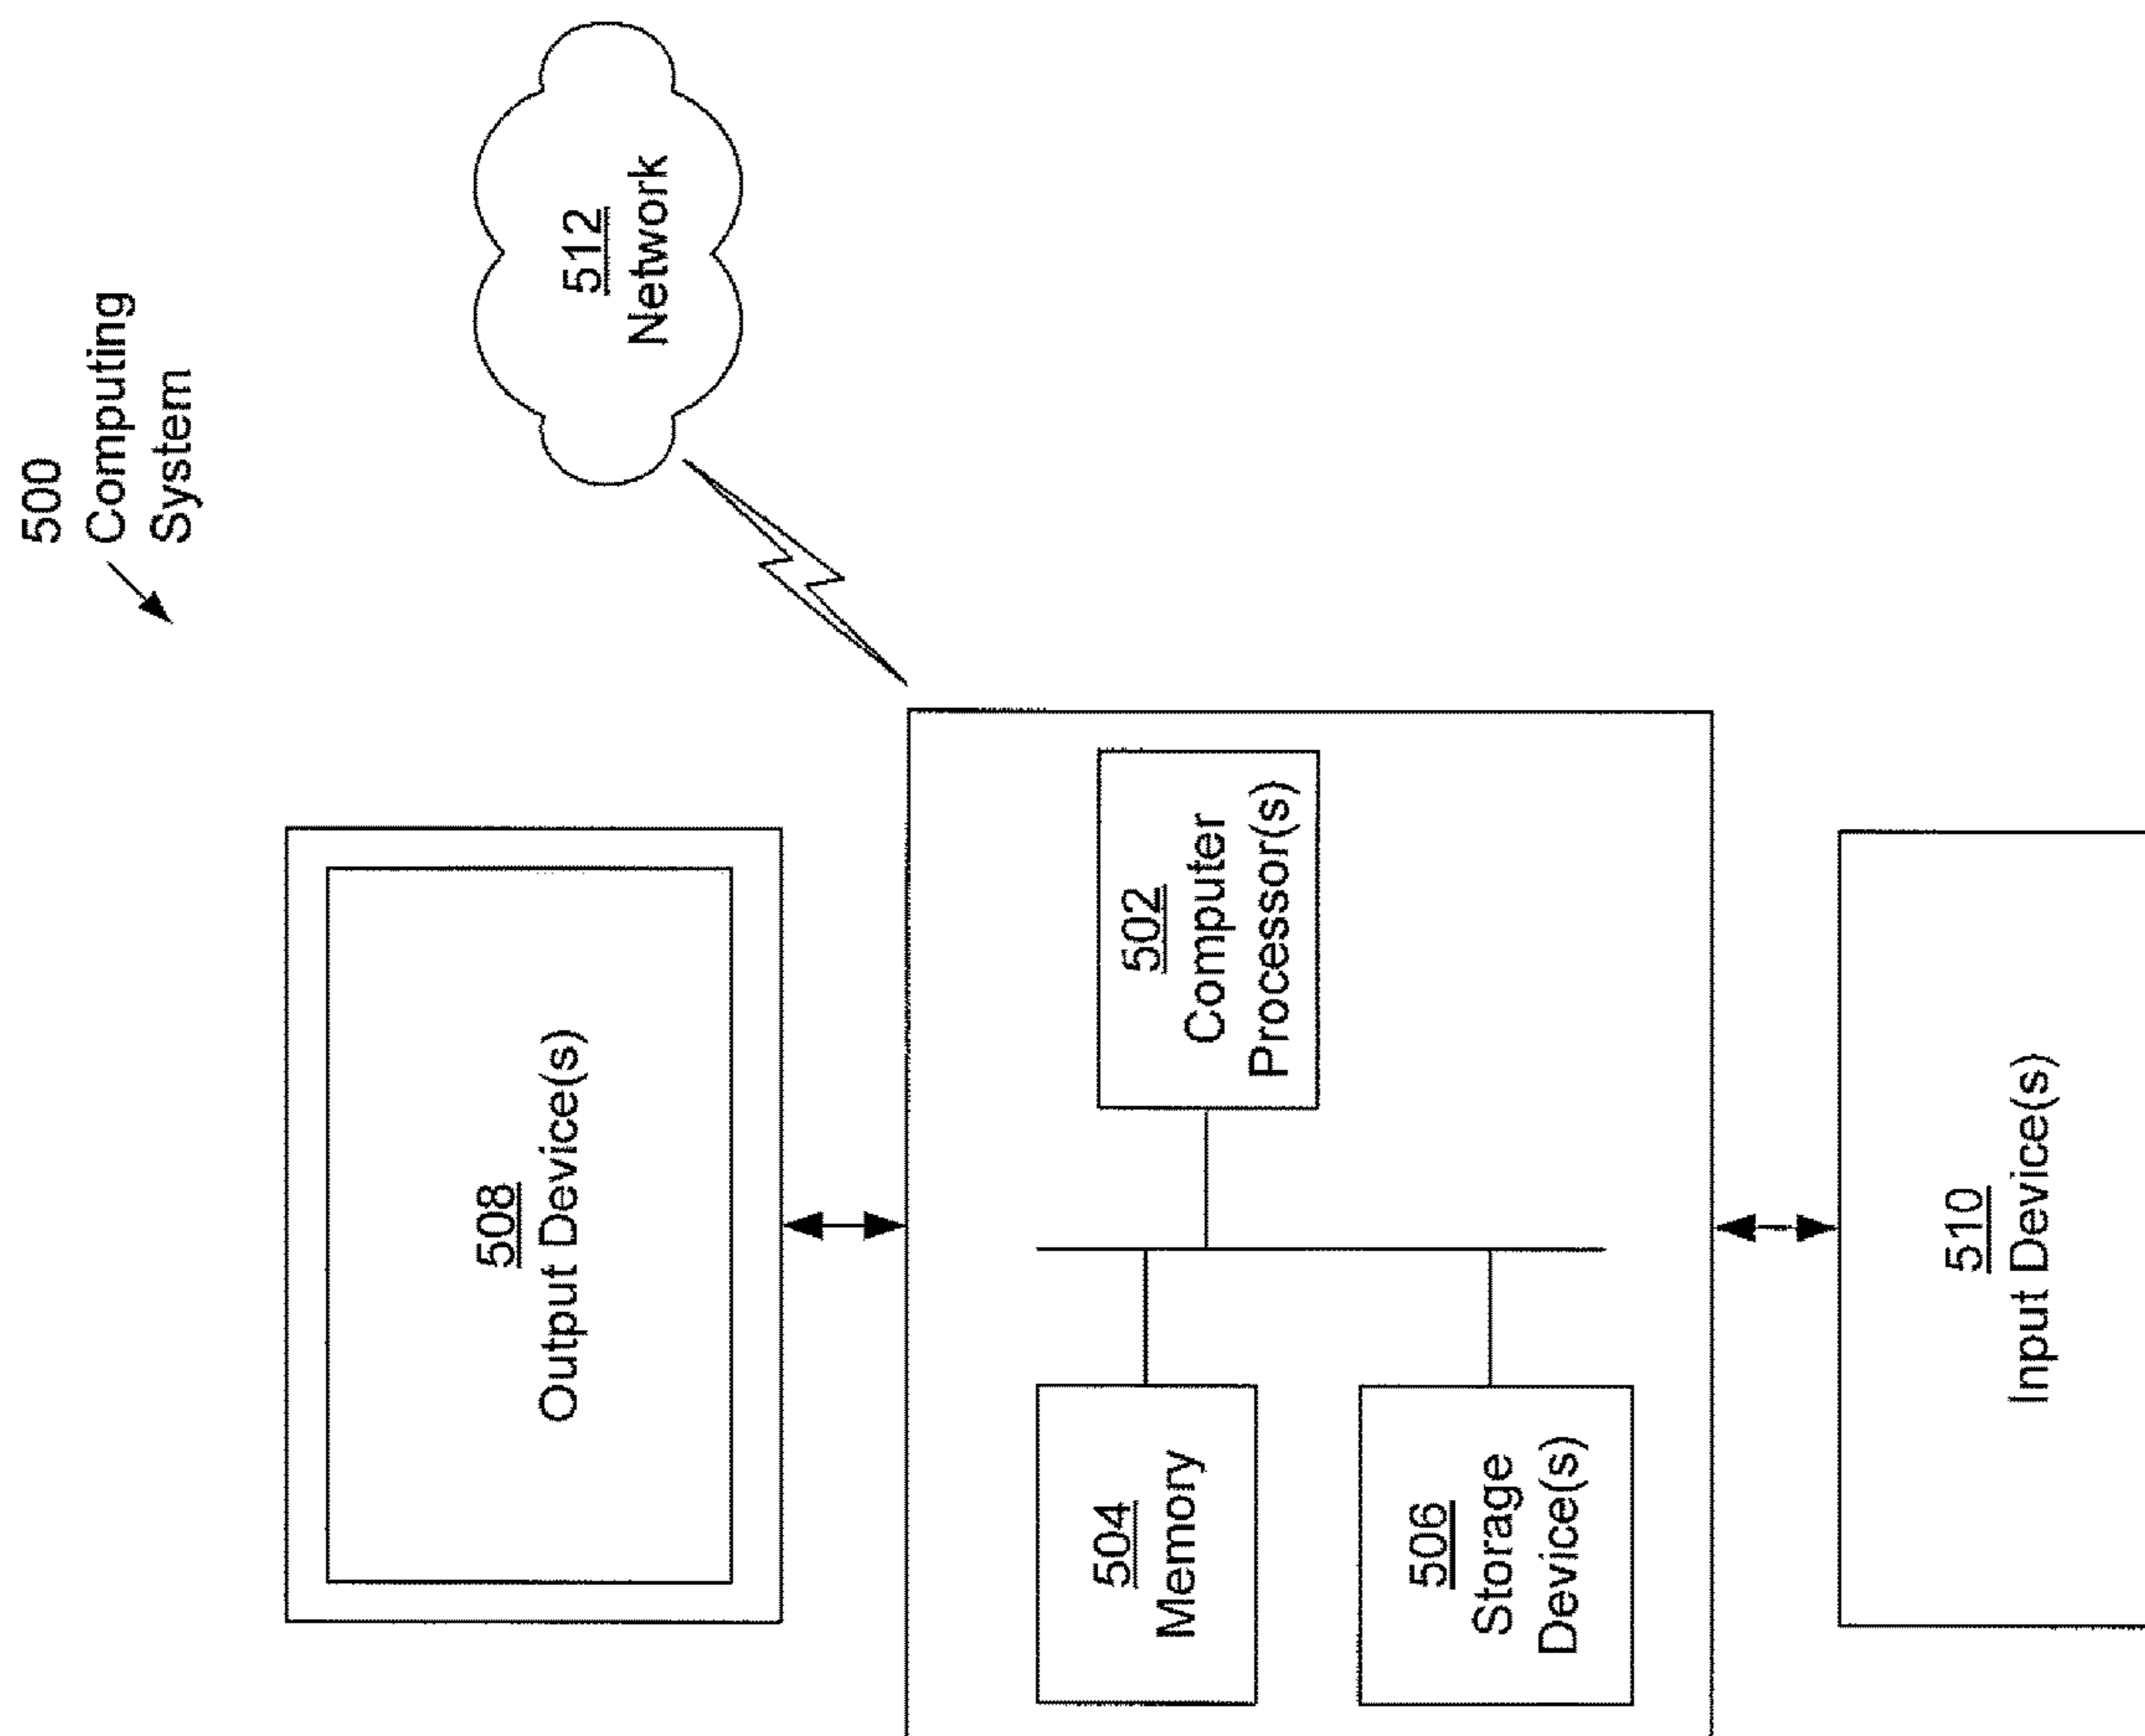 500
Computing
System
512
Network
508
Output Device(s)
502
Computer
Processor(s)
504
Memory
506
Storage
Device(s)
510
Input Device(s)